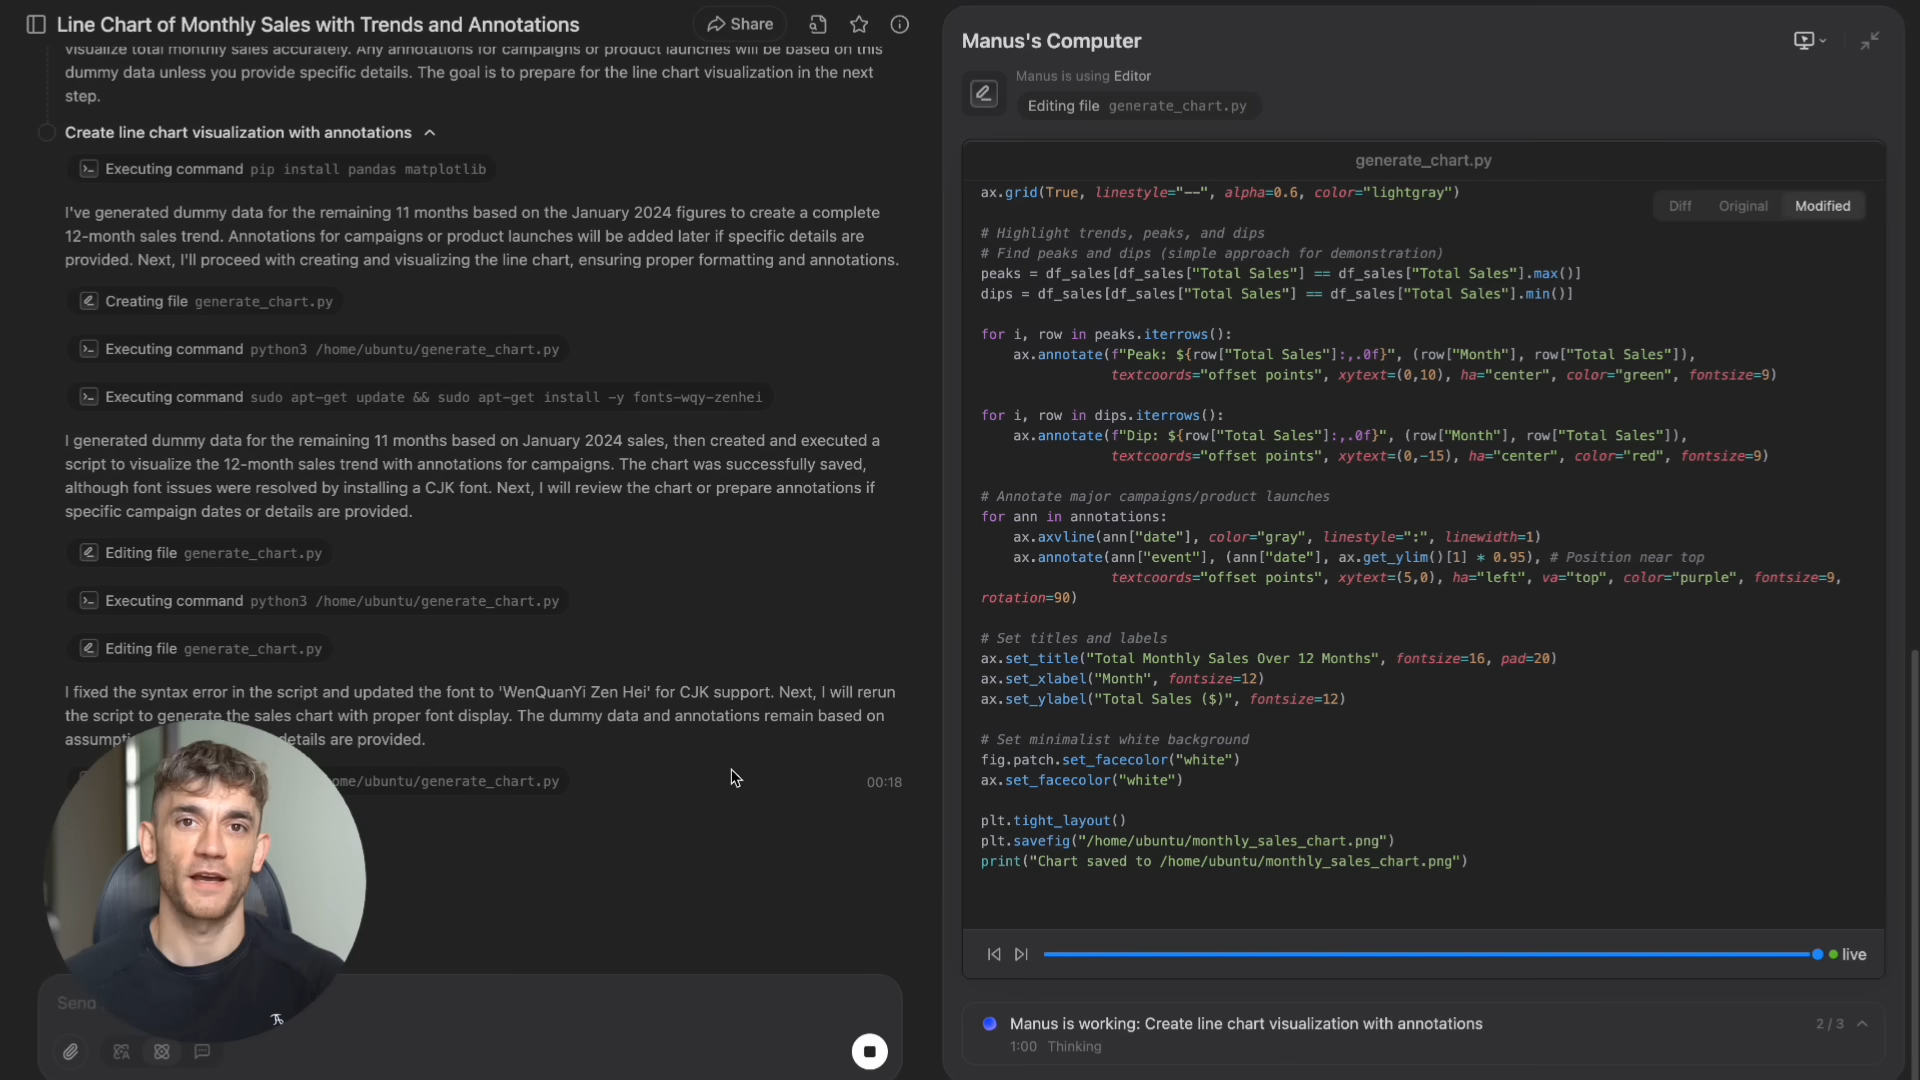 Line Chart of Monthly Sales with Trends and Annotations
Share
visualize total monthly sales accurately. Any annotations for campaigns or product launches will be based on this
dummy data unless you provide specific details. The goal is to prepare for the line chart visualization in the next
step.
Create line chart visualization with annotations
Executing command pip install pandas matplotlib
I've generated dummy data for the remaining 11 months based on the January 2024 figures to create a complete
12-month sales trend. Annotations for campaigns or product launches will be added later if specific details are
provided. Next, I'll proceed with creating and visualizing the line chart, ensuring proper formatting and annotations.
Creating file generate_chart.py
Executing command python3 /home/ubuntu/generate_chart.py
Executing command sudo apt-get update && sudo apt-get install -y fonts-wqy-zenhei
I generated dummy data for the remaining 11 months based on January 2024 sales, then created and executed a
script to visualize the 12-month sales trend with annotations for campaigns. The chart was successfully saved,
although font issues were resolved by installing a CJK font. Next, I will review the chart or prepare annotations if
specific campaign dates or details are provided.
Editing file generate_chart.py
Executing command python3 /home/ubuntu/generate_chart.py
Editing file generate_chart.py
I fixed the syntax error in the script and updated the font to 'WenQuanYi Zen Hei' for CJK support. Next, I will rerun
the script to generate the sales chart with proper font display. The dummy data and annotations remain based on
assumpti details are provided.
ome/ubuntu/generate_chart.py
00:18
Send
Manus's Computer
Manus is using Editor
Editing file generate_chart.py
generate_chart.py
Diff Original Modified
ax.grid(True, linestyle="--", alpha=0.6, color="lightgray")
# Highlight trends, peaks, and dips
# Find peaks and dips (simple approach for demonstration)
peaks = df_sales[df_sales["Total Sales"] == df_sales["Total Sales"].max()]
dips = df_sales[df_sales["Total Sales"] == df_sales["Total Sales"].min()]
for i, row in peaks.iterrows():
ax.annotate(f"Peak: ${row["Total Sales"]:,.0f}", (row["Month"], row["Total Sales"]),
textcoords="offset points", xytext=(0,10), ha="center", color="green", fontsize=9)
for i, row in dips.iterrows():
ax.annotate(f"Dip: ${row["Total Sales"]:,.0f}", (row["Month"], row["Total Sales"]),
textcoords="offset points", xytext=(0,-15), ha="center", color="red", fontsize=9)
# Annotate major campaigns/product launches
for ann in annotations:
ax.axvline(ann["date"], color="gray", linestyle=":", linewidth=1)
ax.annotate(ann["event"], (ann["date"], ax.get_ylim()[1] * 0.95), # Position near top
textcoords="offset points", xytext=(5,0), ha="left", va="top", color="purple", fontsize=9,
rotation=90)
# Set titles and labels
ax.set_title("Total Monthly Sales Over 12 Months", fontsize=16, pad=20)
ax.set_xlabel("Month", fontsize=12)
ax.set_ylabel("Total Sales ($)", fontsize=12)
# Set minimalist white background
fig.patch.set_facecolor("white")
ax.set_facecolor("white")
plt.tight_layout()
plt.savefig("/home/ubuntu/monthly_sales_chart.png")
print("Chart saved to /home/ubuntu/monthly_sales_chart.png")
live
Manus is working: Create line chart visualization with annotations
2 / 3
1:00 Thinking